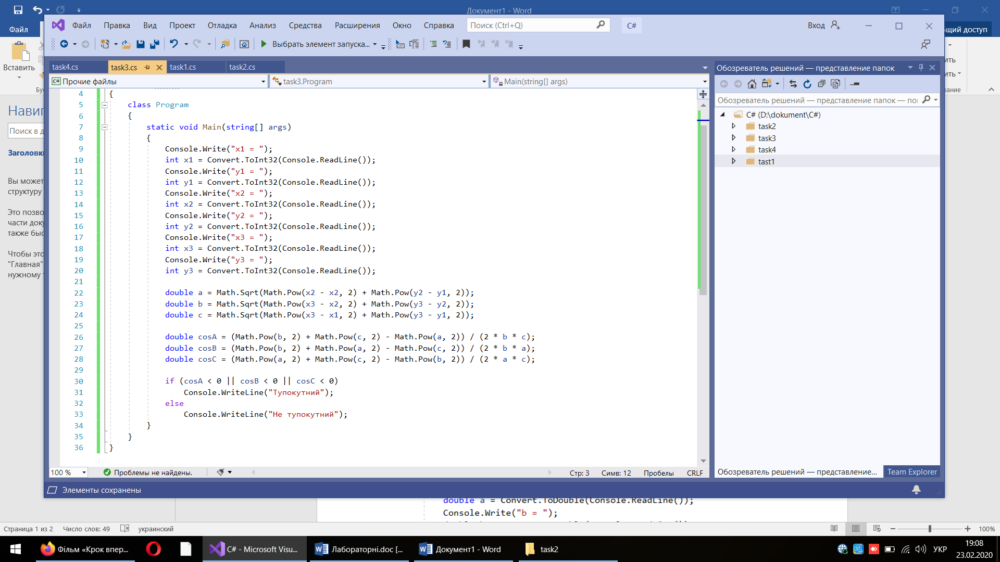 Документ1 - Word
Файл
бщий доступ
Вставить
Файл Правка Вид Проект Отладка Анализ Средства Расширения Окно Справка Поиск (Ctrl+Q) C# Вход
Выбрать элемент запуска...
task4.cs task3.cs task1.cs task2.cs
Прочие файлы task3.Program Main(string[] args)
4 {
5 class Program
6 {
7 static void Main(string[] args)
8 {
9 Console.Write("x1 = ");
10 int x1 = Convert.ToInt32(Console.ReadLine());
11 Console.Write("y1 = ");
12 int y1 = Convert.ToInt32(Console.ReadLine());
13 Console.Write("x2 = ");
14 int x2 = Convert.ToInt32(Console.ReadLine());
15 Console.Write("y2 = ");
16 int y2 = Convert.ToInt32(Console.ReadLine());
17 Console.Write("x3 = ");
18 int x3 = Convert.ToInt32(Console.ReadLine());
19 Console.Write("y3 = ");
20 int y3 = Convert.ToInt32(Console.ReadLine());
21
22 double a = Math.Sqrt(Math.Pow(x2 - x2, 2) + Math.Pow(y2 - y1, 2));
23 double b = Math.Sqrt(Math.Pow(x3 - x2, 2) + Math.Pow(y3 - y2, 2));
24 double c = Math.Sqrt(Math.Pow(x3 - x1, 2) + Math.Pow(y3 - y1, 2));
25
26 double cosA = (Math.Pow(b, 2) + Math.Pow(c, 2) - Math.Pow(a, 2)) / (2 * b * c);
27 double cosB = (Math.Pow(b, 2) + Math.Pow(a, 2) - Math.Pow(c, 2)) / (2 * b * a);
28 double cosC = (Math.Pow(a, 2) + Math.Pow(c, 2) - Math.Pow(b, 2)) / (2 * a * c);
29
30 if (cosA < 0 || cosB < 0 || cosC < 0)
31 Console.WriteLine("Тупокутний");
32 else
33 Console.WriteLine("Не тупокутний");
34 }
35 }
36 }
100 % Проблемы не найдены. Стр: 3 Симв: 12 Пробелы CRLF
Элементы сохранены
Обозреватель решений — представление папок
Обозреватель решений — представление папок — по
C# (D:\dokument\C#)
task2
task3
task4
tast1
Обозреватель решений — представление... Team Explorer
Навиг
Поиск в д
Заголовки
Вы может
структуру
Это позво
части доку
также быс
Чтобы это
"Главная"
нужному
double a = Convert.ToDouble(Console.ReadLine());
Console.Write("b = ");
Страница 1 из 2 Число слов: 49 украинский 100%
Фільм «Крок впер... C# - Microsoft Visu... Лабораторні.doc [... Документ1 - Word task2 УКР 19:08
23.02.2020